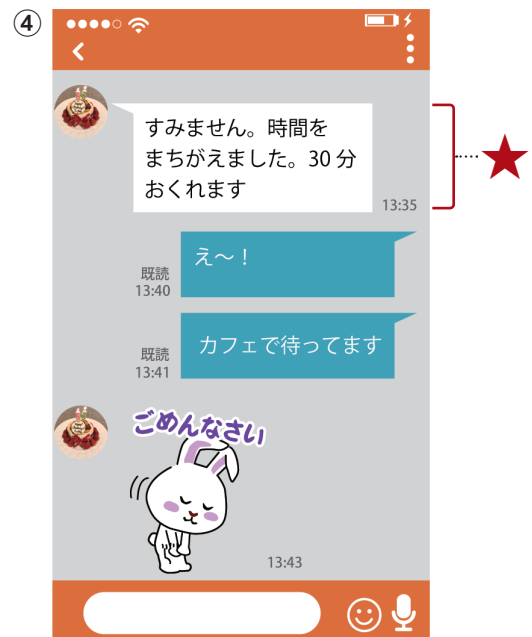 ④
すみません。時間を
まちがえました。30分
おくれます
13:35
え～！
既読
13:40
カフェで待ってます
既読
13:41
ごめんなさい
13:43